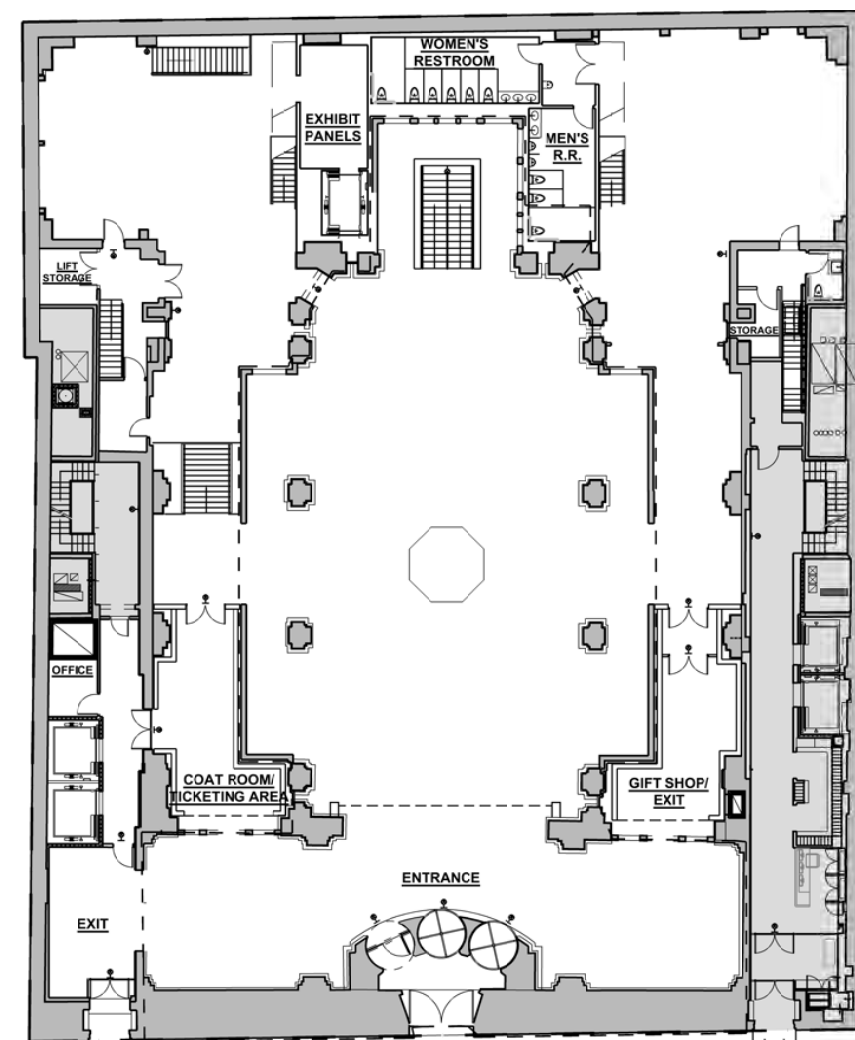 WOMEN'S
RESTROOM
EXHIBIT
PANELS
MEN'S
R.R.
LIFT
STORAGE
STORAGE
OFFICE
COAT ROOM/
TICKETING AREA
GIFT SHOP/
EXIT
ENTRANCE
EXIT